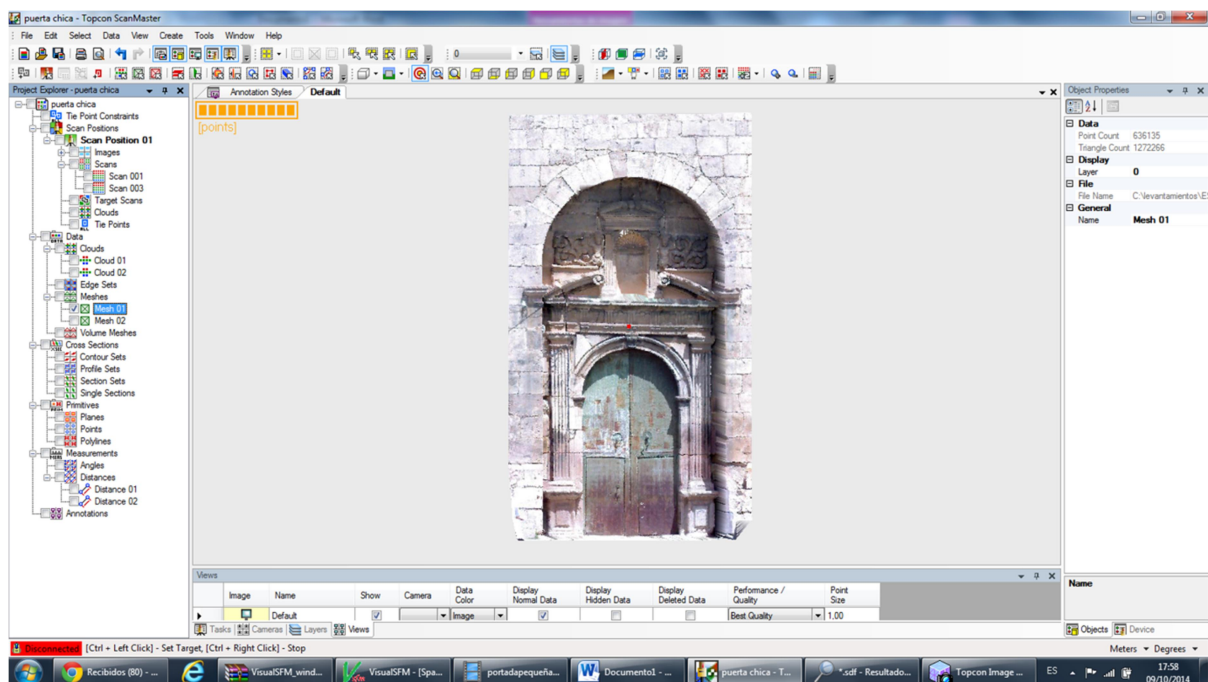 puerta chica - Topcon ScanMaster
File Edit Select Data View Create Tools Window Help
0
Project Explorer - puerta chica
Annotation Styles Default
Object Properties
puerta chica
Tie Point Constraints
Scan Positions
Scan Position 01
Images
Scans
Scan 001
Scan 003
Target Scans
Clouds
Tie Points
Data
Clouds
Cloud 01
Cloud 02
Edge Sets
Meshes
Mesh 01
Mesh 02
Volume Meshes
Cross Sections
Contour Sets
Profile Sets
Section Sets
Single Sections
Primitives
Planes
Points
Polylines
Measurements
Angles
Distances
Distance 01
Distance 02
Annotations
[points]
Data
Point Count 636135
Triangle Count 1272266
Display
Layer 0
File
File Name C:\levantamientos\E
General
Name Mesh 01
Views
Image Name Show Camera Data Color Display Normal Data Display Hidden Data Display Deleted Data Performance / Quality Point Size
Default Image Best Quality 1,00
Tasks Cameras Layers Views
Name
Objects Device
Disconnected [Ctrl + Left Click] - Set Target, [Ctrl + Right Click] - Stop
Meters Degrees
Recibidos (80) - ... VisualSFM_wind... VisualSFM - [Spa... portadapequeña... Documento1 - ... puerta chica - T... *.sdf - Resultado... Topcon Image ... ES 17:58
09/10/2014